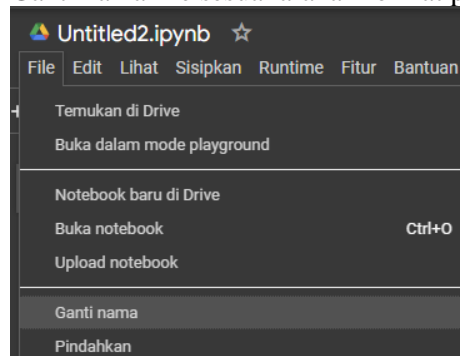 Untitled2.ipynb
File Edit Lihat Sisipkan Runtime Fitur Bantuan
Temukan di Drive
Buka dalam mode playground
Notebook baru di Drive
Buka notebook Ctrl+O
Upload notebook
Ganti nama
Pindahkan